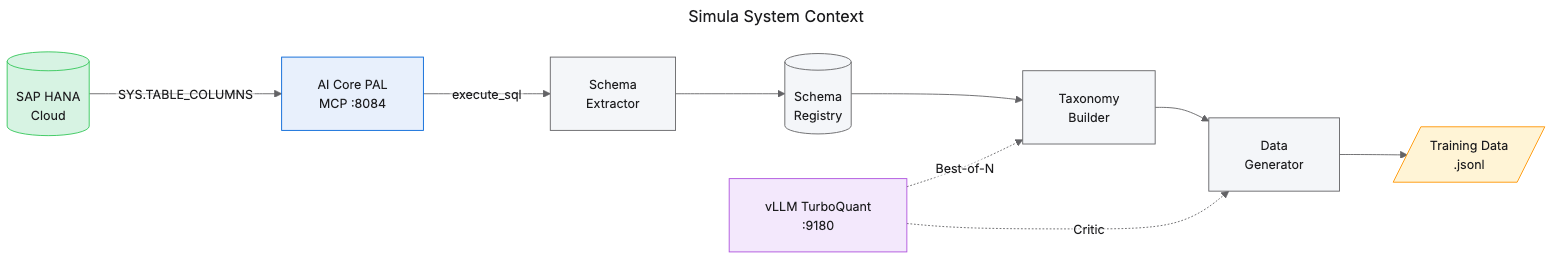 Simula System Context
SAP HANA
Cloud
SYS.TABLE_COLUMNS
AI Core PAL
MCP :8084
execute_sql
Schema
Extractor
Schema
Registry
Taxonomy
Builder
Data
Generator
Training Data
.jsonl
Best-of-N
vLLM TurboQuant
:9180
Critic